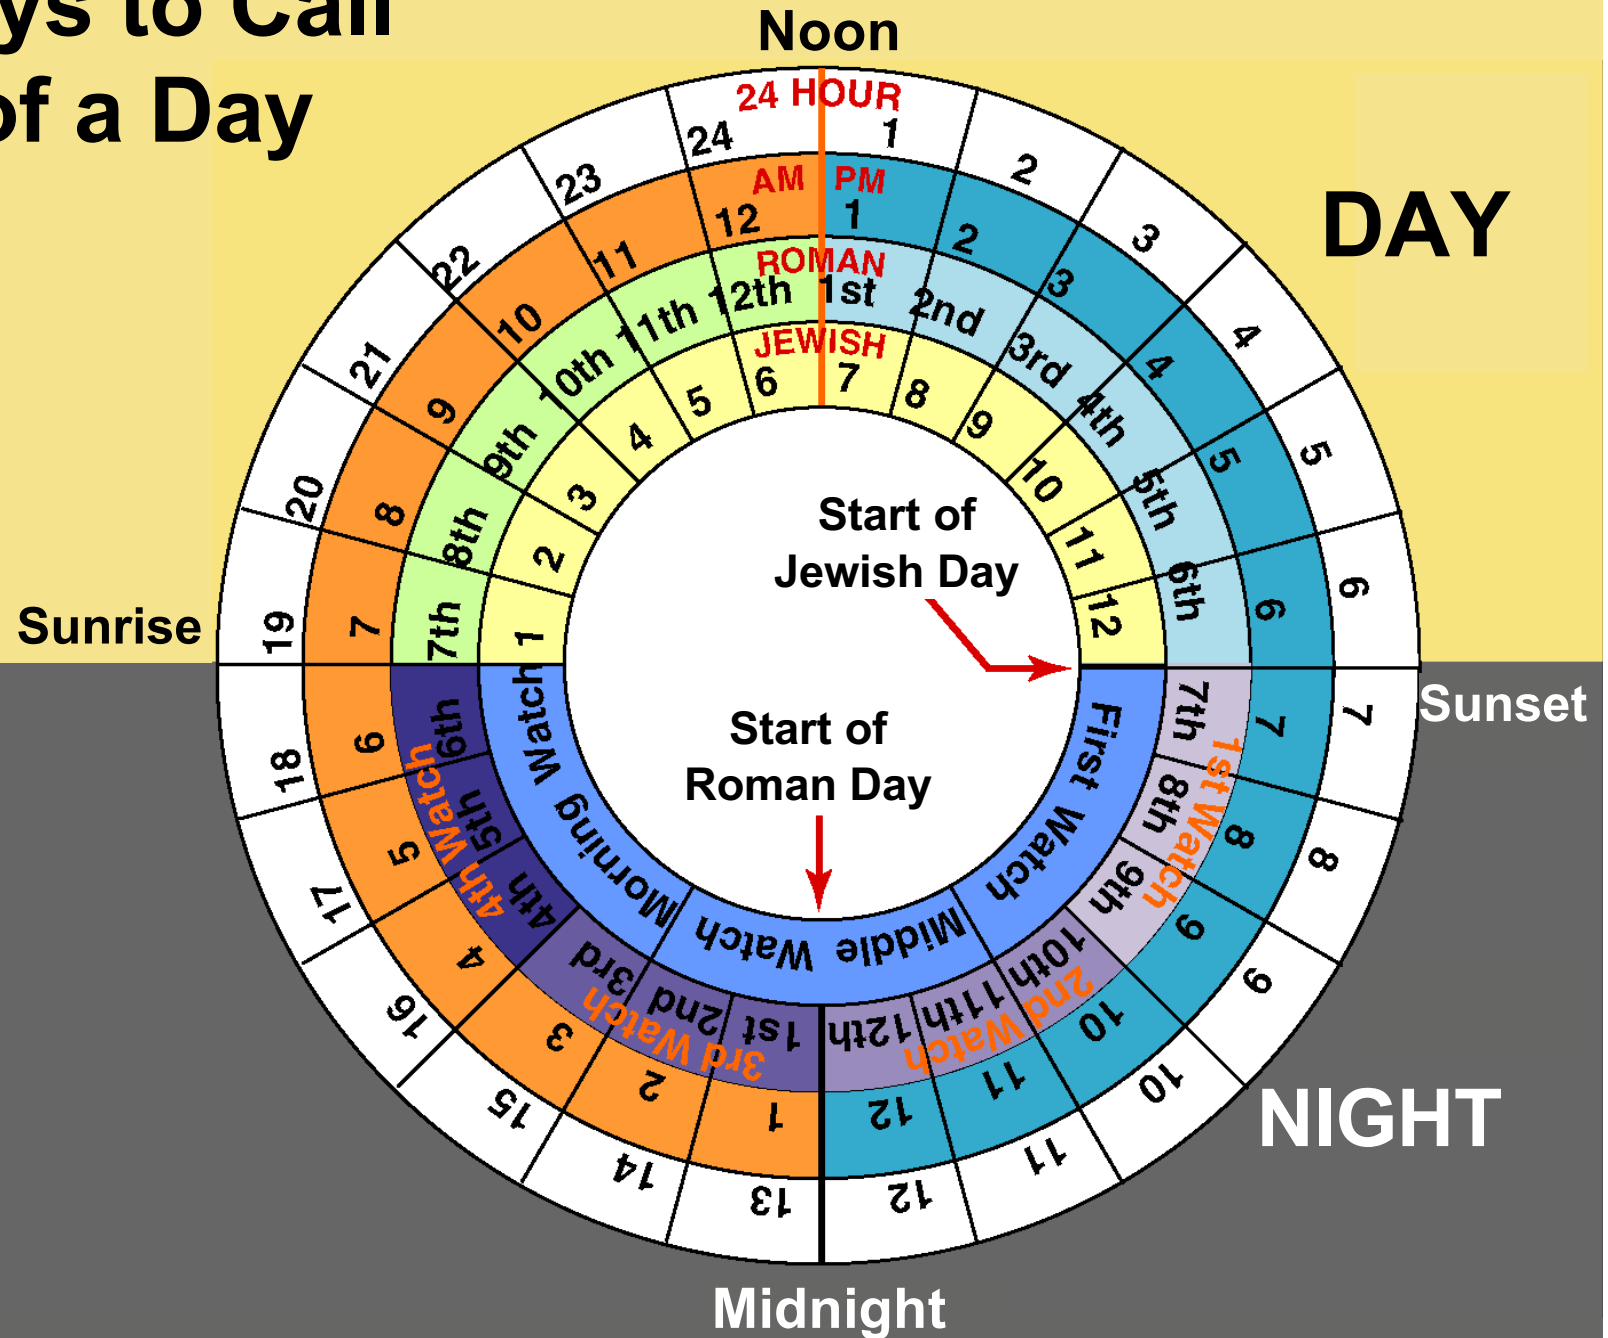 ys to Call
of a Day
Noon
DAY
Sunrise
Sunset
NIGHT
Midnight
24 HOUR
1
2
3
4
5
6
7
8
9
10
11
12
13
14
15
16
17
18
19
20
21
22
23
24
AM
PM
1
2
3
4
5
6
7
8
9
10
11
12
1
2
3
4
5
6
7
8
9
10
11
12
ROMAN
1st
2nd
3rd
4th
5th
6th
7th
8th
9th
10th
11th
12th
1st
2nd
3rd
4th
5th
6th
7th
8th
9th
10th
11th
12th
1st Watch
2nd Watch
3rd Watch
4th Watch
JEWISH
7
8
9
10
11
12
First Watch
Middle Watch
Morning Watch
1
2
3
4
5
6
Start of
Jewish Day
Start of
Roman Day